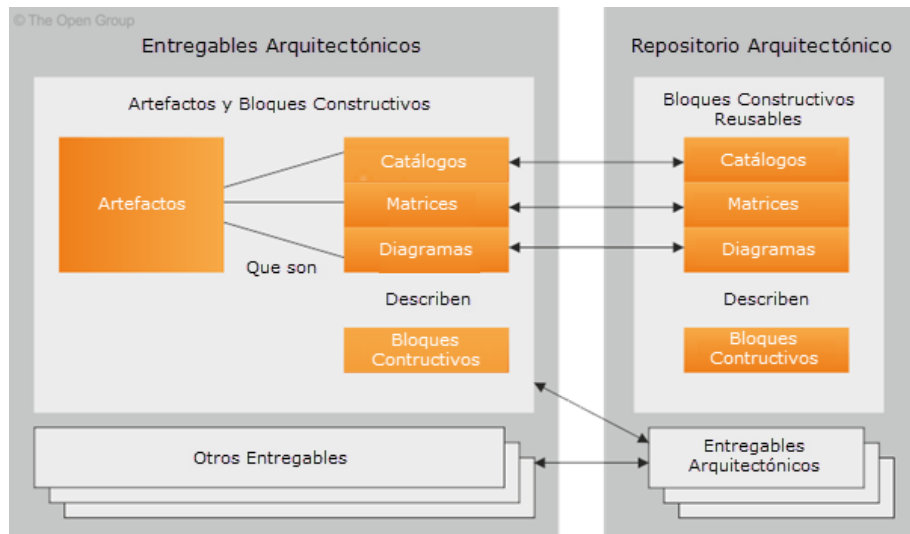 © The Open Group
Entregables Arquitectónicos
Artefactos y Bloques Constructivos
Artefactos
Catálogos
Matrices
Diagramas
Que son
Describen
Bloques
Contructivos
Otros Entregables
Repositorio Arquitectónico
Bloques Constructivos
Reusables
Catálogos
Matrices
Diagramas
Describen
Bloques
Contructivos
Entregables
Arquitectónicos